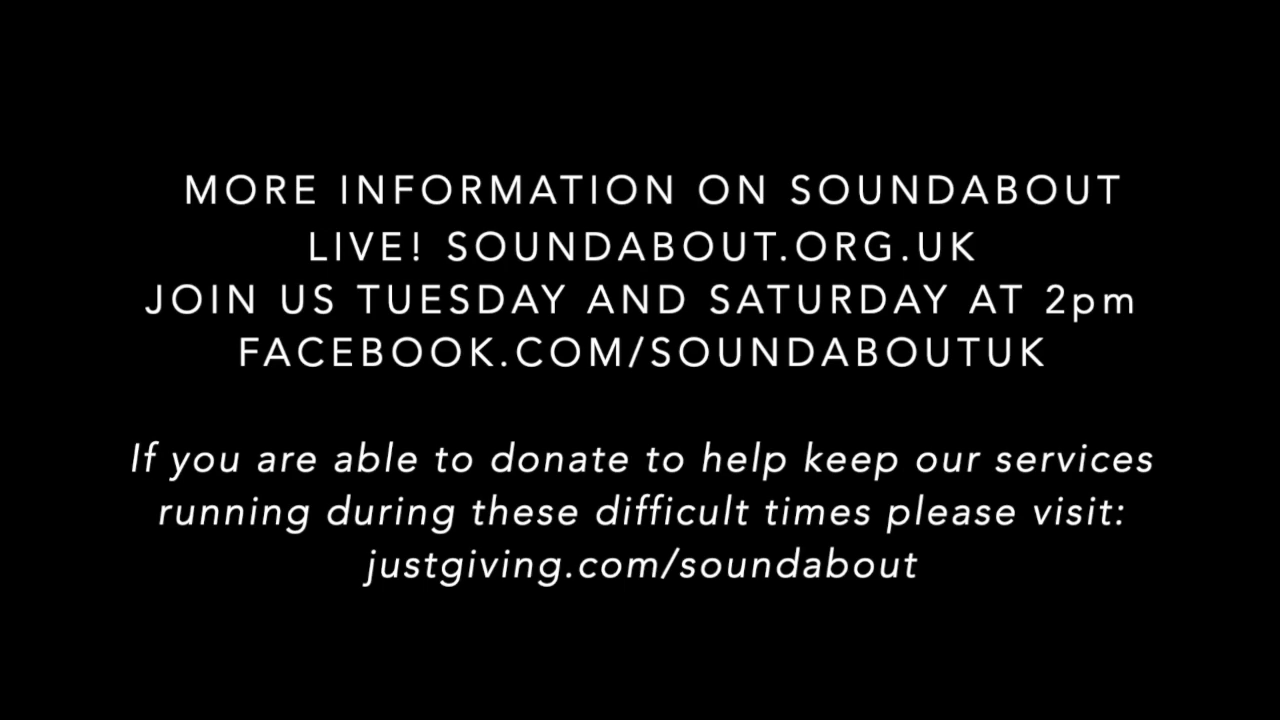 MORE INFORMATION ON SOUNDABOUT
LIVE! SOUNDABOUT.ORG.UK
JOIN US TUESDAY AND SATURDAY AT 2pm
FACEBOOK.COM/SOUNDABOUTUK
If you are able to donate to help keep our services
running during these difficult times please visit:
justgiving.com/soundabout